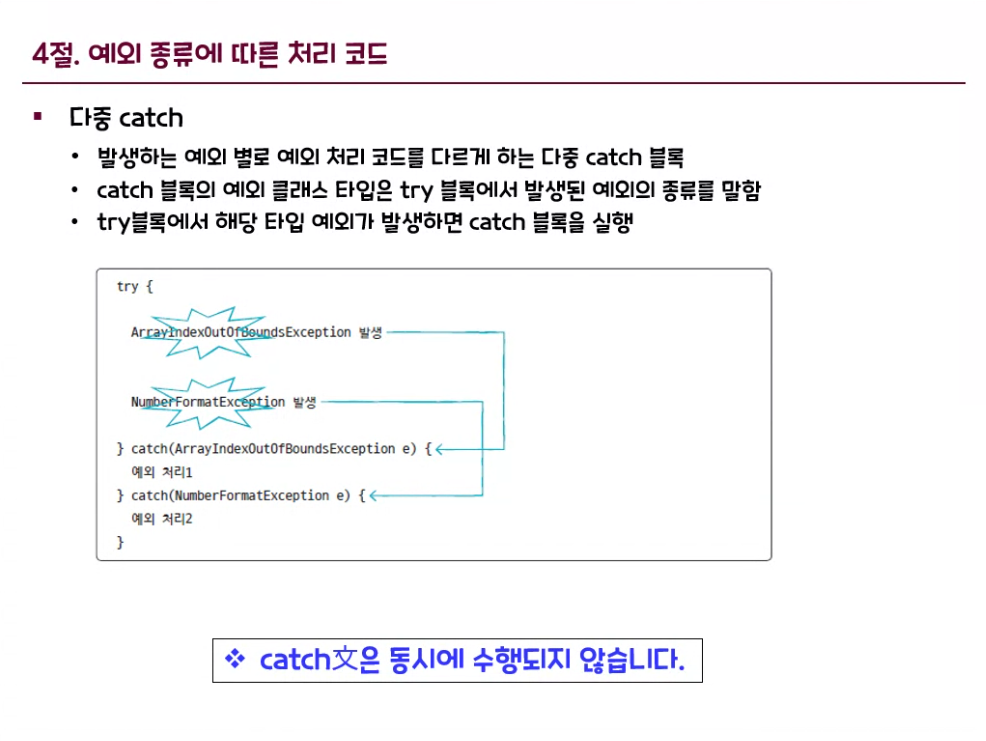 4절. 예외 종류에 따른 처리 코드
▪ 다중 catch
• 발생하는 예외 별로 예외 처리 코드를 다르게 하는 다중 catch 블록
• catch 블록의 예외 클래스 타입은 try 블록에서 발생된 예외의 종류를 말함
• try블록에서 해당 타입 예외가 발생하면 catch 블록을 실행
try {
ArrayIndexOutOfBoundsException 발생
NumberFormatException 발생
} catch(ArrayIndexOutOfBoundsException e) {
예외 처리1
} catch(NumberFormatException e) {
예외 처리2
}
❖ catch文은 동시에 수행되지 않습니다.